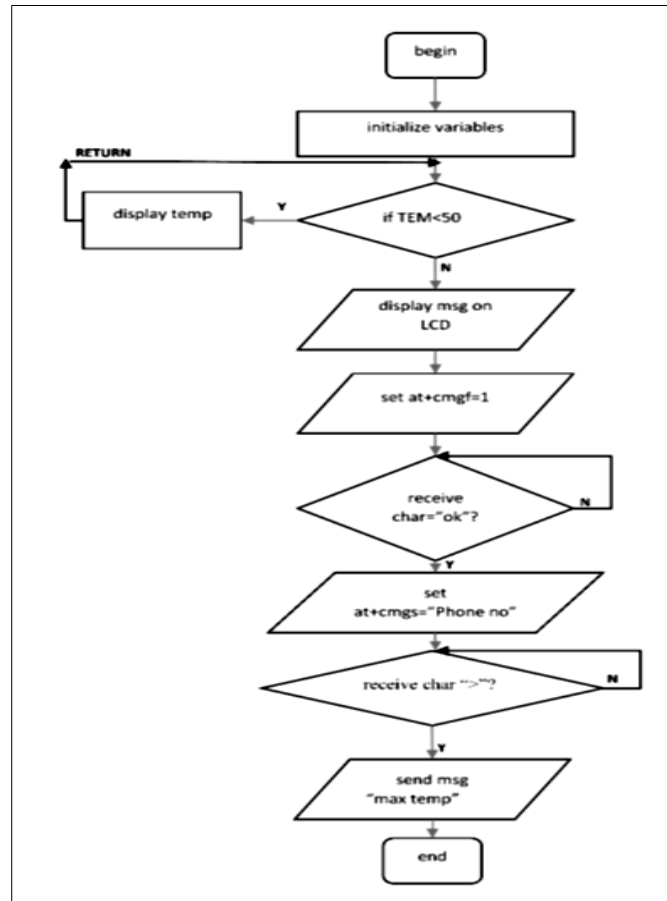 begin
initialize variables
RETURN
if TEM<50
Y
display temp
N
display msg on
LCD
set at+cmgf=1
receive
char="ok"?
N
Y
set
at+cmgs="Phone no"
receive char “>”?
N
Y
send msg
"max temp"
end